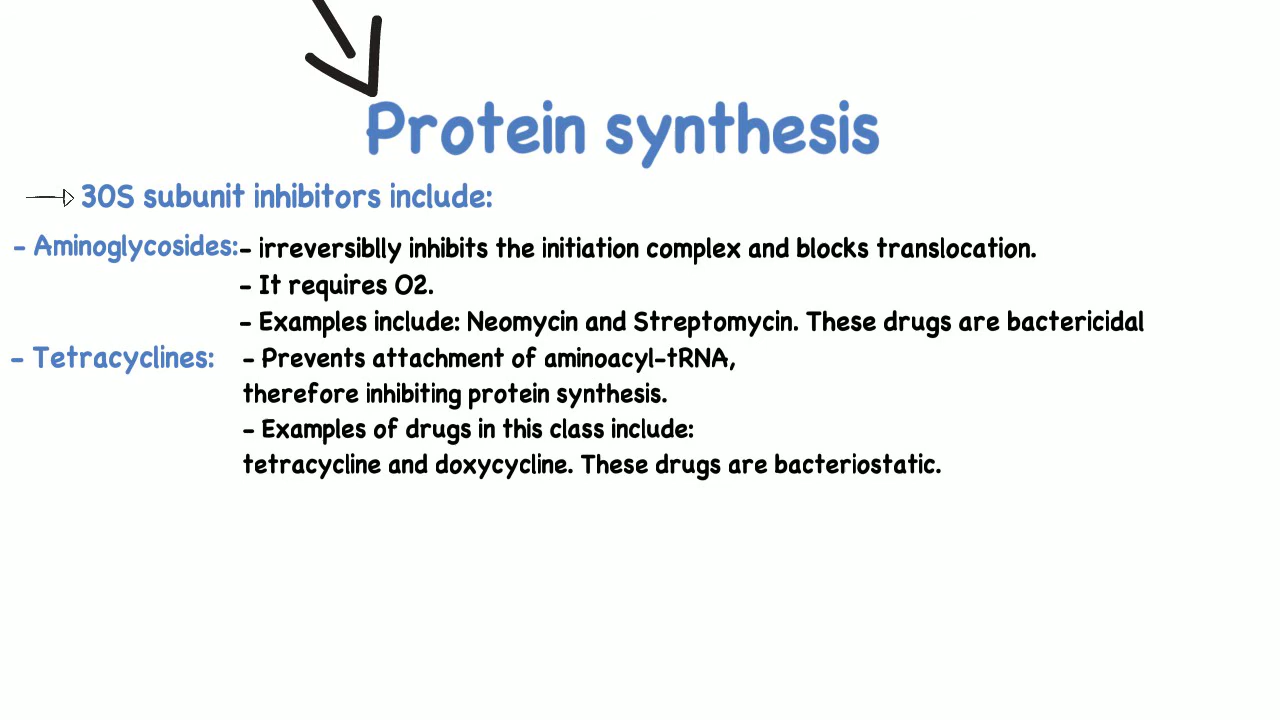 Protein synthesis
30S subunit inhibitors include:
- Aminoglycosides: - irreversiblly inhibits the initiation complex and blocks translocation.
- It requires O2.
- Examples include: Neomycin and Streptomycin. These drugs are bactericidal
- Tetracyclines: - Prevents attachment of aminoacyl-tRNA,
therefore inhibiting protein synthesis.
- Examples of drugs in this class include:
tetracycline and doxycycline. These drugs are bacteriostatic.